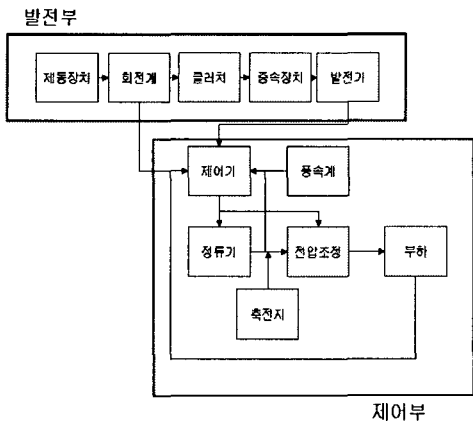 발전부
제동장치
회전계
클러치
증속장치
발전기
제어기
풍속계
정류기
전압조정
부하
축전지
제어부